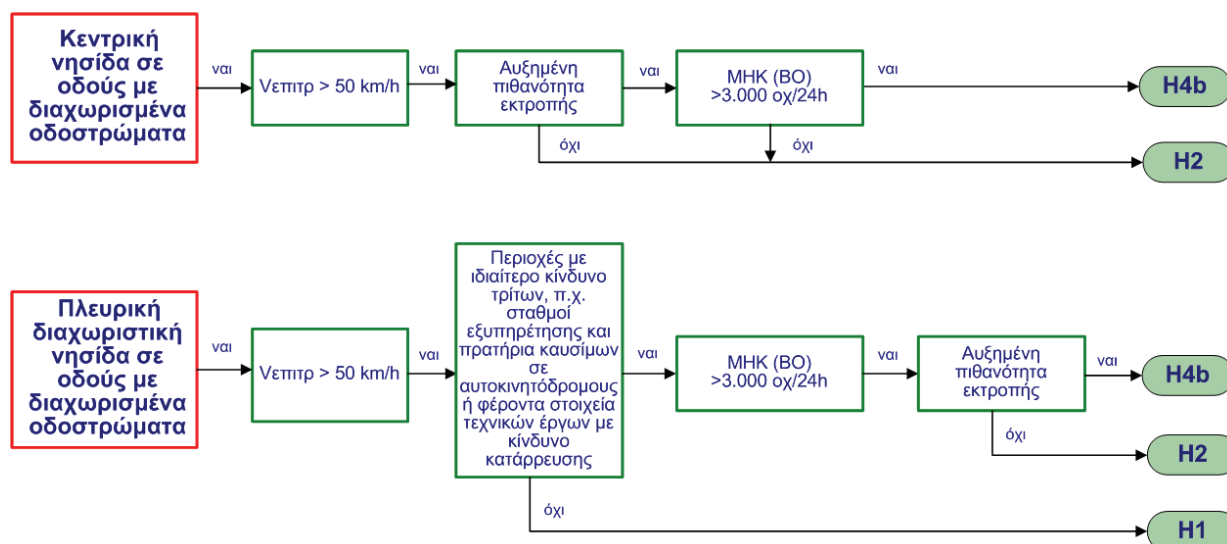 Κεντρική
νησίδα σε
οδούς με
διαχωρισμένα
οδοστρώματα
ναι
Vεπιτρ > 50 km/h
ναι
Αυξημένη
πιθανότητα
εκτροπής
ναι
ΜΗΚ (ΒΟ)
>3.000 οχ/24h
ναι
H4b
όχι
όχι
H2
Πλευρική
διαχωριστική
νησίδα σε
οδούς με
διαχωρισμένα
οδοστρώματα
ναι
Vεπιτρ > 50 km/h
ναι
Περιοχές με
ιδιαίτερο κίνδυνο
τρίτων, π.χ.
σταθμοί
εξυπηρέτησης και
πρατήρια καυσίμων
σε
αυτοκινητόδρομους
ή φέροντα στοιχεία
τεχνικών έργων με
κίνδυνο
κατάρρευσης
ναι
ΜΗΚ (ΒΟ)
>3.000 οχ/24h
ναι
Αυξημένη
πιθανότητα
εκτροπής
ναι
H4b
όχι
H2
όχι
H1